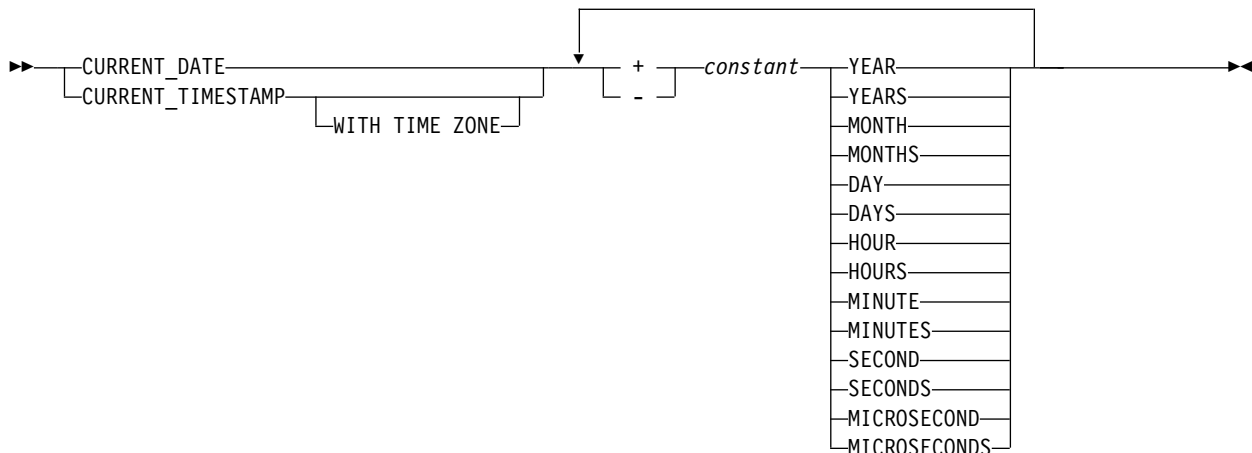 CURRENT_DATE + constant YEAR
CURRENT_TIMESTAMP - YEARS
WITH TIME ZONE MONTH
MONTHS
DAY
DAYS
HOUR
HOURS
MINUTE
MINUTES
SECOND
SECONDS
MICROSECOND
MICROSECONDS